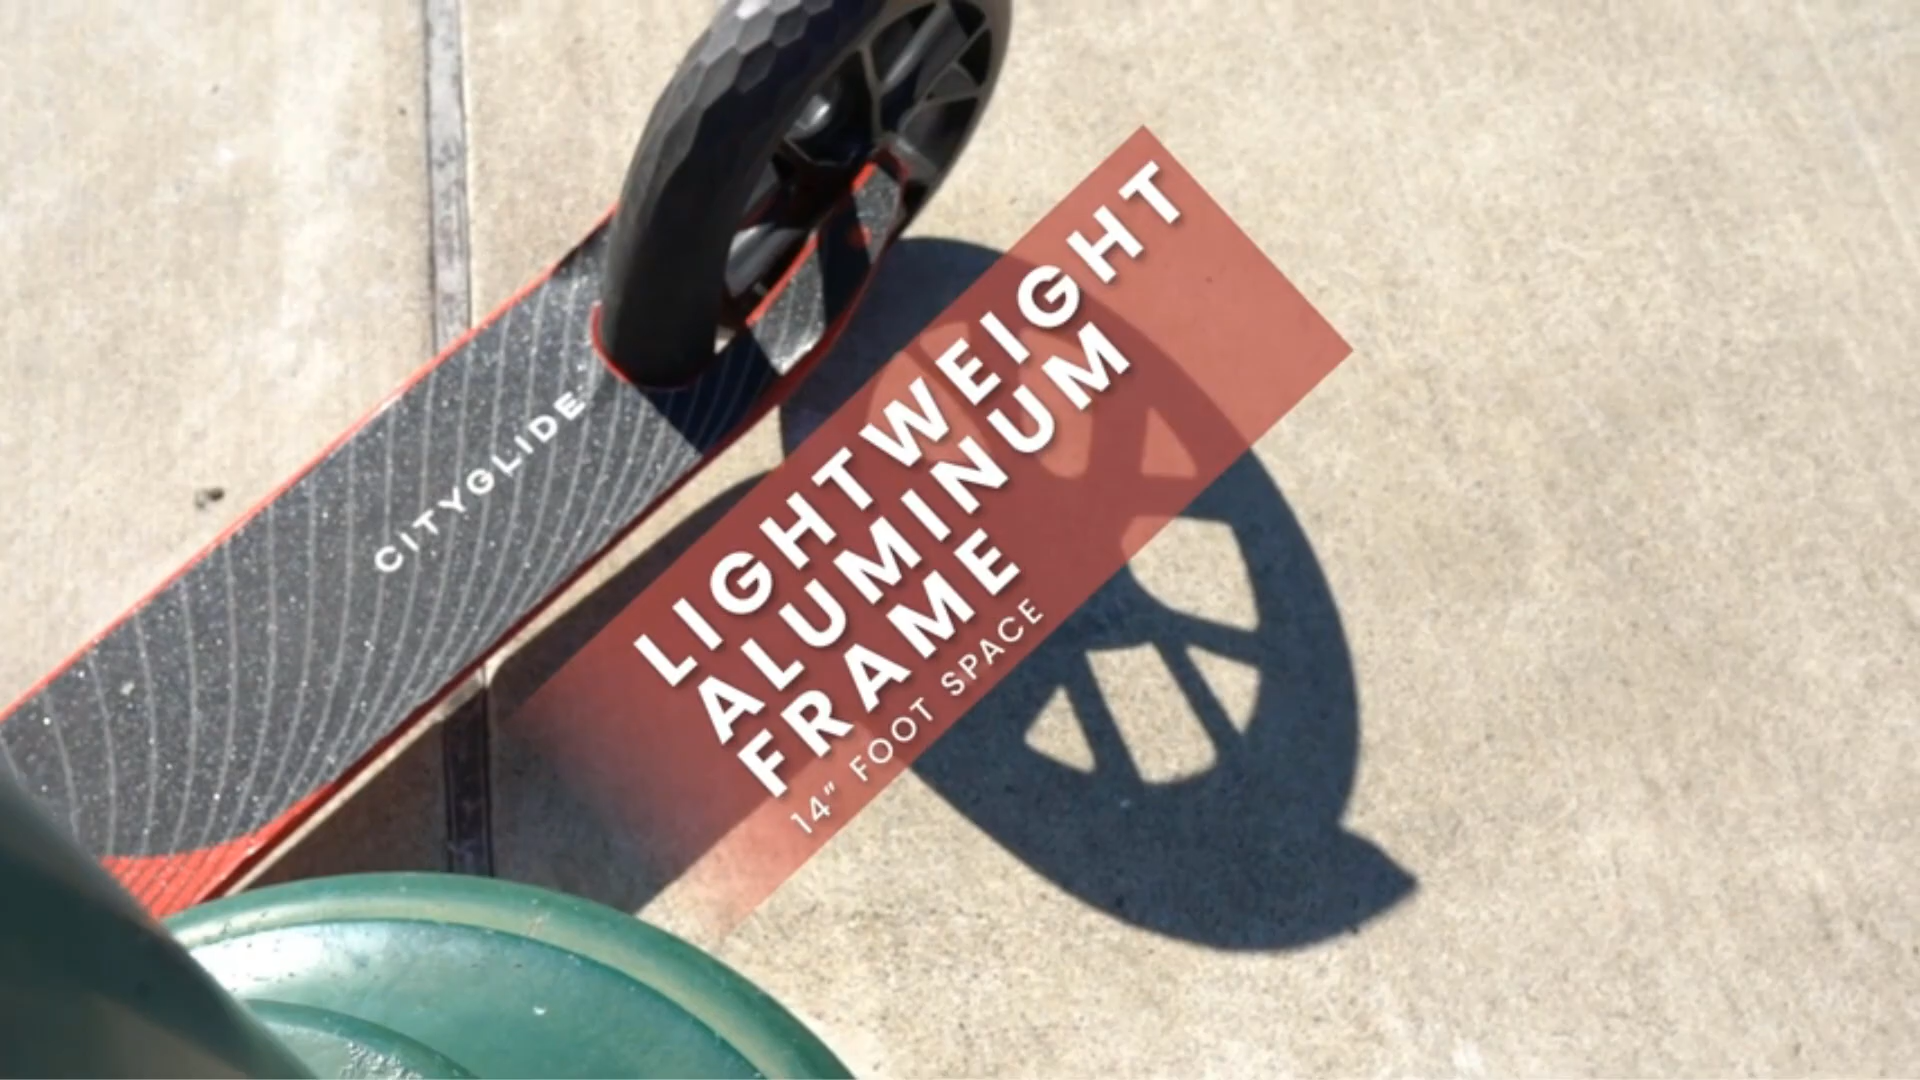 CITYGLIDE
LIGHTWEIGHT
ALUMINUM
FRAME
14" FOOT SPACE